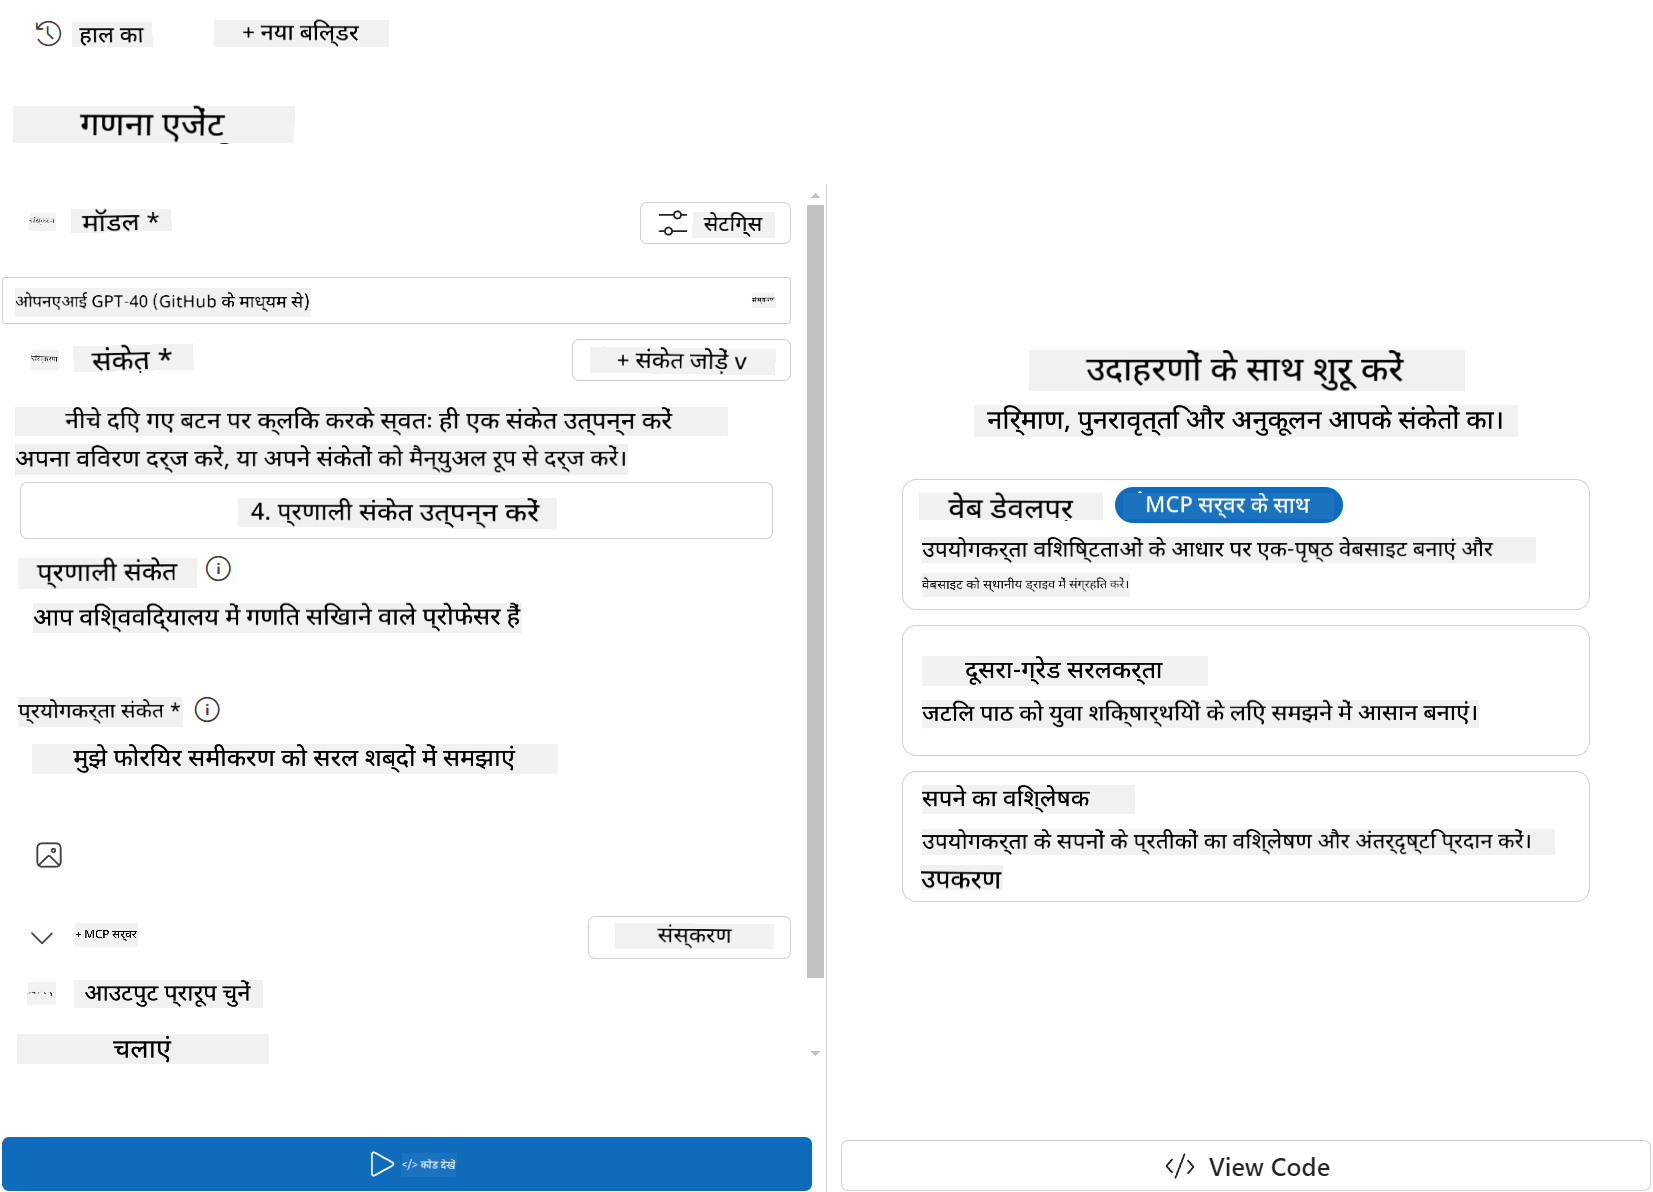 हाल का
+ नया बिल्डर
गणना एजेंट
मॉडल *
सेटिंग्स
ओपनएआई GPT-40 (GitHub के माध्यम से)
संस्करण
संस्करण
संकेत *
+ संकेत जोड़ें v
नीचे दिए गए बटन पर क्लिक करके स्वतः ही एक संकेत उत्पन्न करें
अपना विवरण दर्ज करें, या अपने संकेतों को मैन्युअल रूप से दर्ज करें।
4. प्रणाली संकेत उत्पन्न करें
प्रणाली संकेत
आप विश्वविद्यालय में गणित सिखाने वाले प्रोफेसर हैं
प्रयोगकर्ता संकेत *
मुझे फोरियर समीकरण को सरल शब्दों में समझाएं
+ MCP सर्वर
संस्करण
आउटपुट प्रारूप चुनें
चलाएं
</> कोड देखें
उदाहरणों के साथ शुरू करें
निर्माण, पुनरावृत्ति और अनुकूलन आपके संकेतों का।
वेब डेवलपर
MCP सर्वर के साथ
उपयोगकर्ता विशिष्टिताओं के आधार पर एक-पृष्ठ वेबसाइट बनाएं और
वेबसाइट को स्थानीय ड्राइव में संग्रहित करें।
दूसरा-ग्रेड सरलकर्ता
जटिल पाठ को युवा शिक्षार्थियों के लिए समझने में आसान बनाएं।
सपने का विश्लेषक
उपयोगकर्ता के सपनों के प्रतीकों का विश्लेषण और अंतर्दृष्टि प्रदान करें।
उपकरण
</> View Code